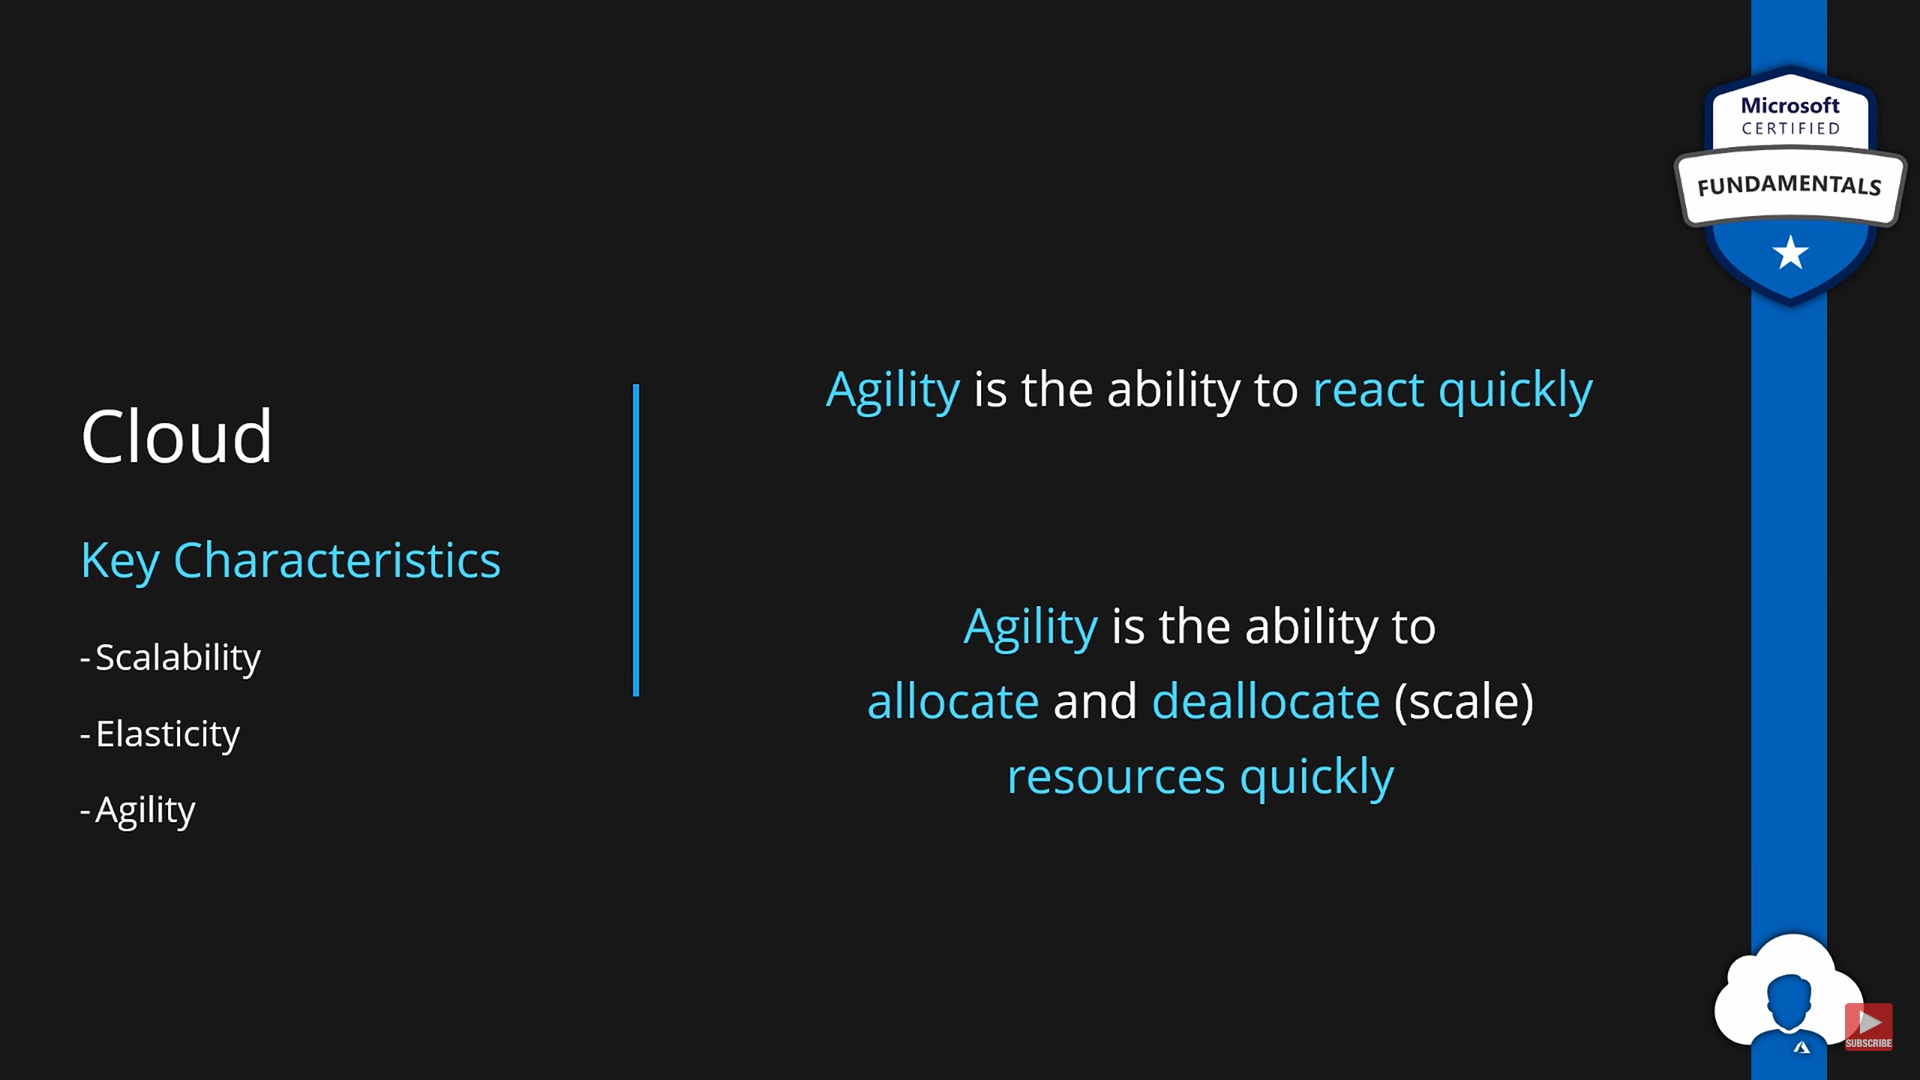 Microsoft
CERTIFIED
FUNDAMENTALS
Cloud
Key Characteristics
- Scalability
- Elasticity
- Agility
Agility is the ability to react quickly
Agility is the ability to
allocate and deallocate (scale)
resources quickly
SUBSCRIBE